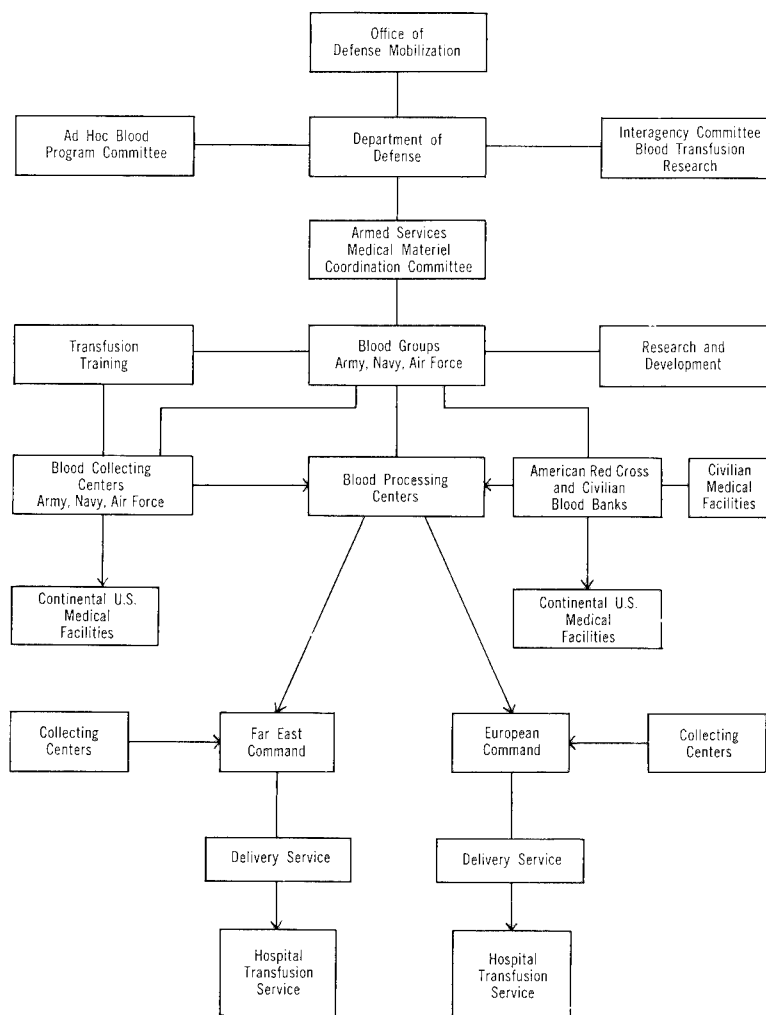 Office of
Defense Mobilization
Ad Hoc Blood
Program Committee
Department of
Defense
Interagency Committee
Blood Transfusion
Research
Armed Services
Medical Materiel
Coordination Committee
Transfusion
Training
Blood Groups
Army, Navy, Air Force
Research and
Development
Blood Collecting
Centers
Army, Navy, Air Force
Blood Processing
Centers
American Red Cross
and Civilian
Blood Banks
Civilian
Medical
Facilities
Continental U.S.
Medical
Facilities
Continental U.S.
Medical
Facilities
Collecting
Centers
Far East
Command
European
Command
Collecting
Centers
Delivery Service
Delivery Service
Hospital
Transfusion
Service
Hospital
Transfusion
Service